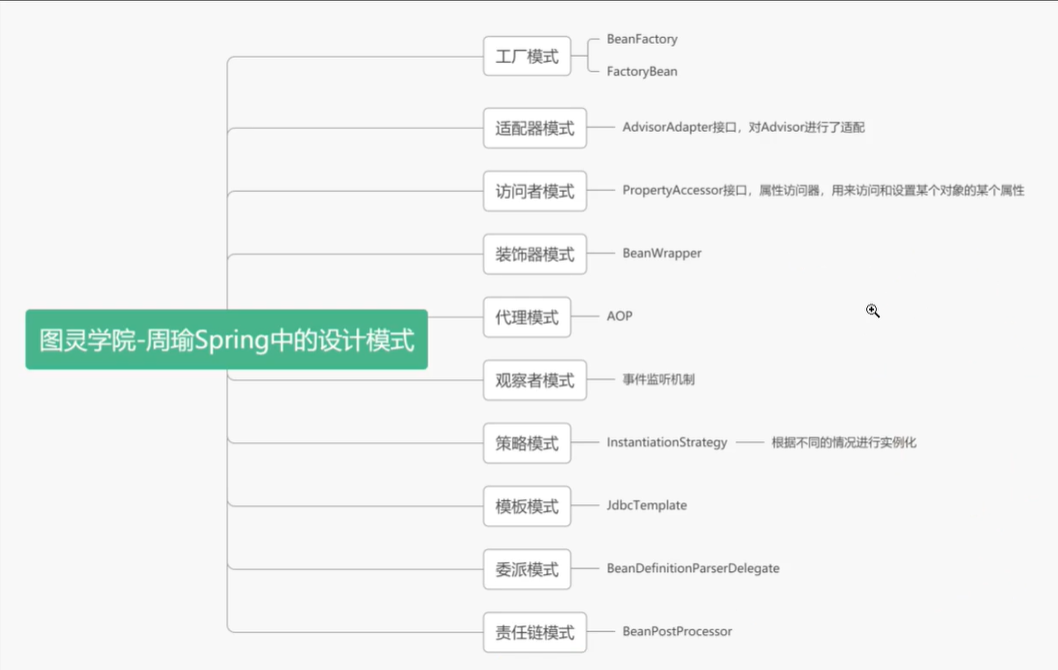 工厂模式
BeanFactory
FactoryBean
适配器模式
AdvisorAdapter接口，对Advisor进行了适配
访问者模式
PropertyAccessor接口，属性访问器，用来访问和设置某个对象的某个属性
装饰器模式
BeanWrapper
代理模式
AOP
图灵学院-周瑜Spring中的设计模式
观察者模式
事件监听机制
策略模式
InstantiationStrategy
根据不同的情况进行实例化
模板模式
JdbcTemplate
委派模式
BeanDefinitionParserDelegate
责任链模式
BeanPostProcessor